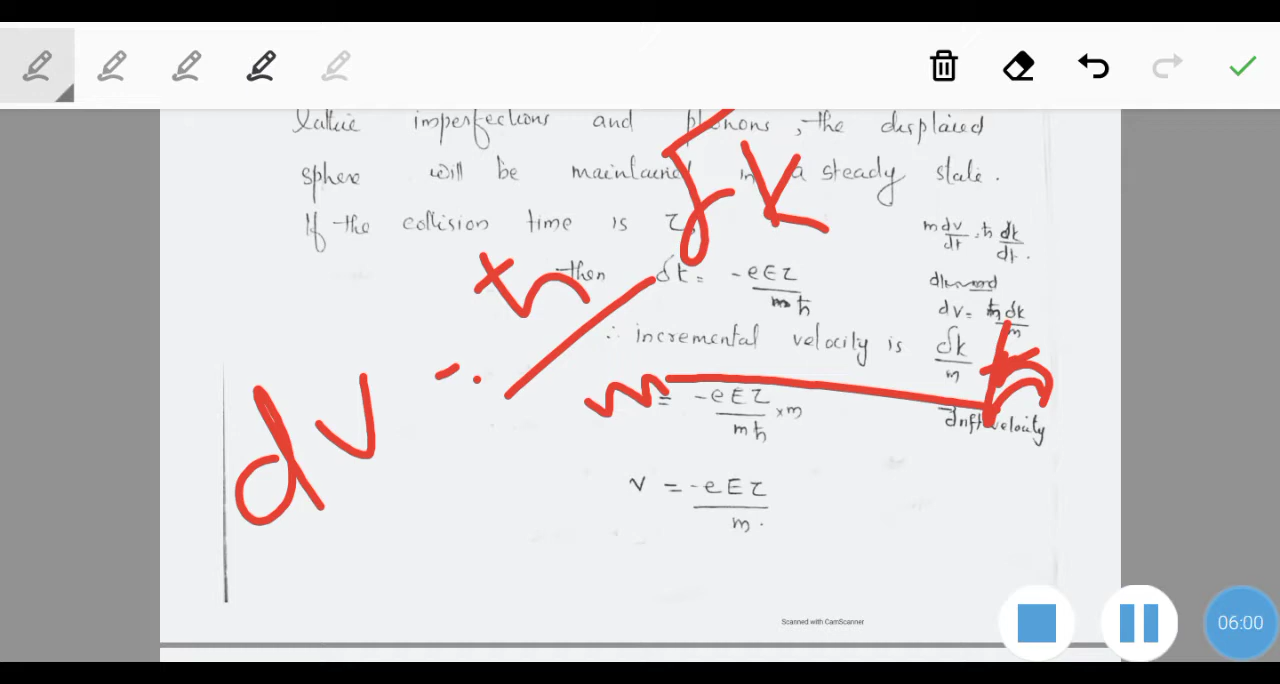 lattice imperfections and phonons, the displaced
sphere will be maintained in a steady state.
If the collision time is τ,
m dv/dt = ħ dk/dt.
then δk = -eEτ / mħ
dv = ħ δk / m
∴ incremental velocity is δk / m
= -eEτ / mħ × m
drift velocity
v = -eEτ / m.
dv = ħ δk / m
Scanned with CamScanner
06:00